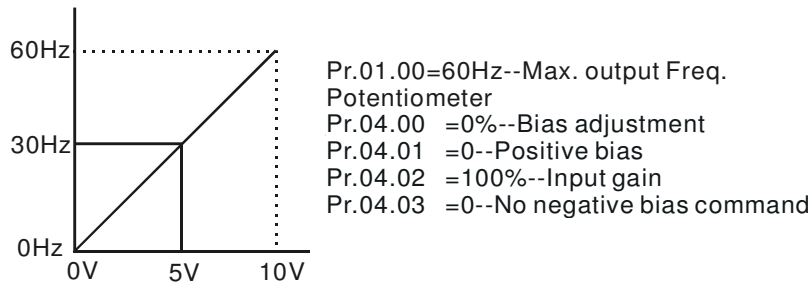 60Hz
30Hz
0Hz
0V
5V
10V
Pr.01.00=60Hz--Max. output Freq.
Potentiometer
Pr.04.00 =0%--Bias adjustment
Pr.04.01 =0--Positive bias
Pr.04.02 =100%--Input gain
Pr.04.03 =0--No negative bias command